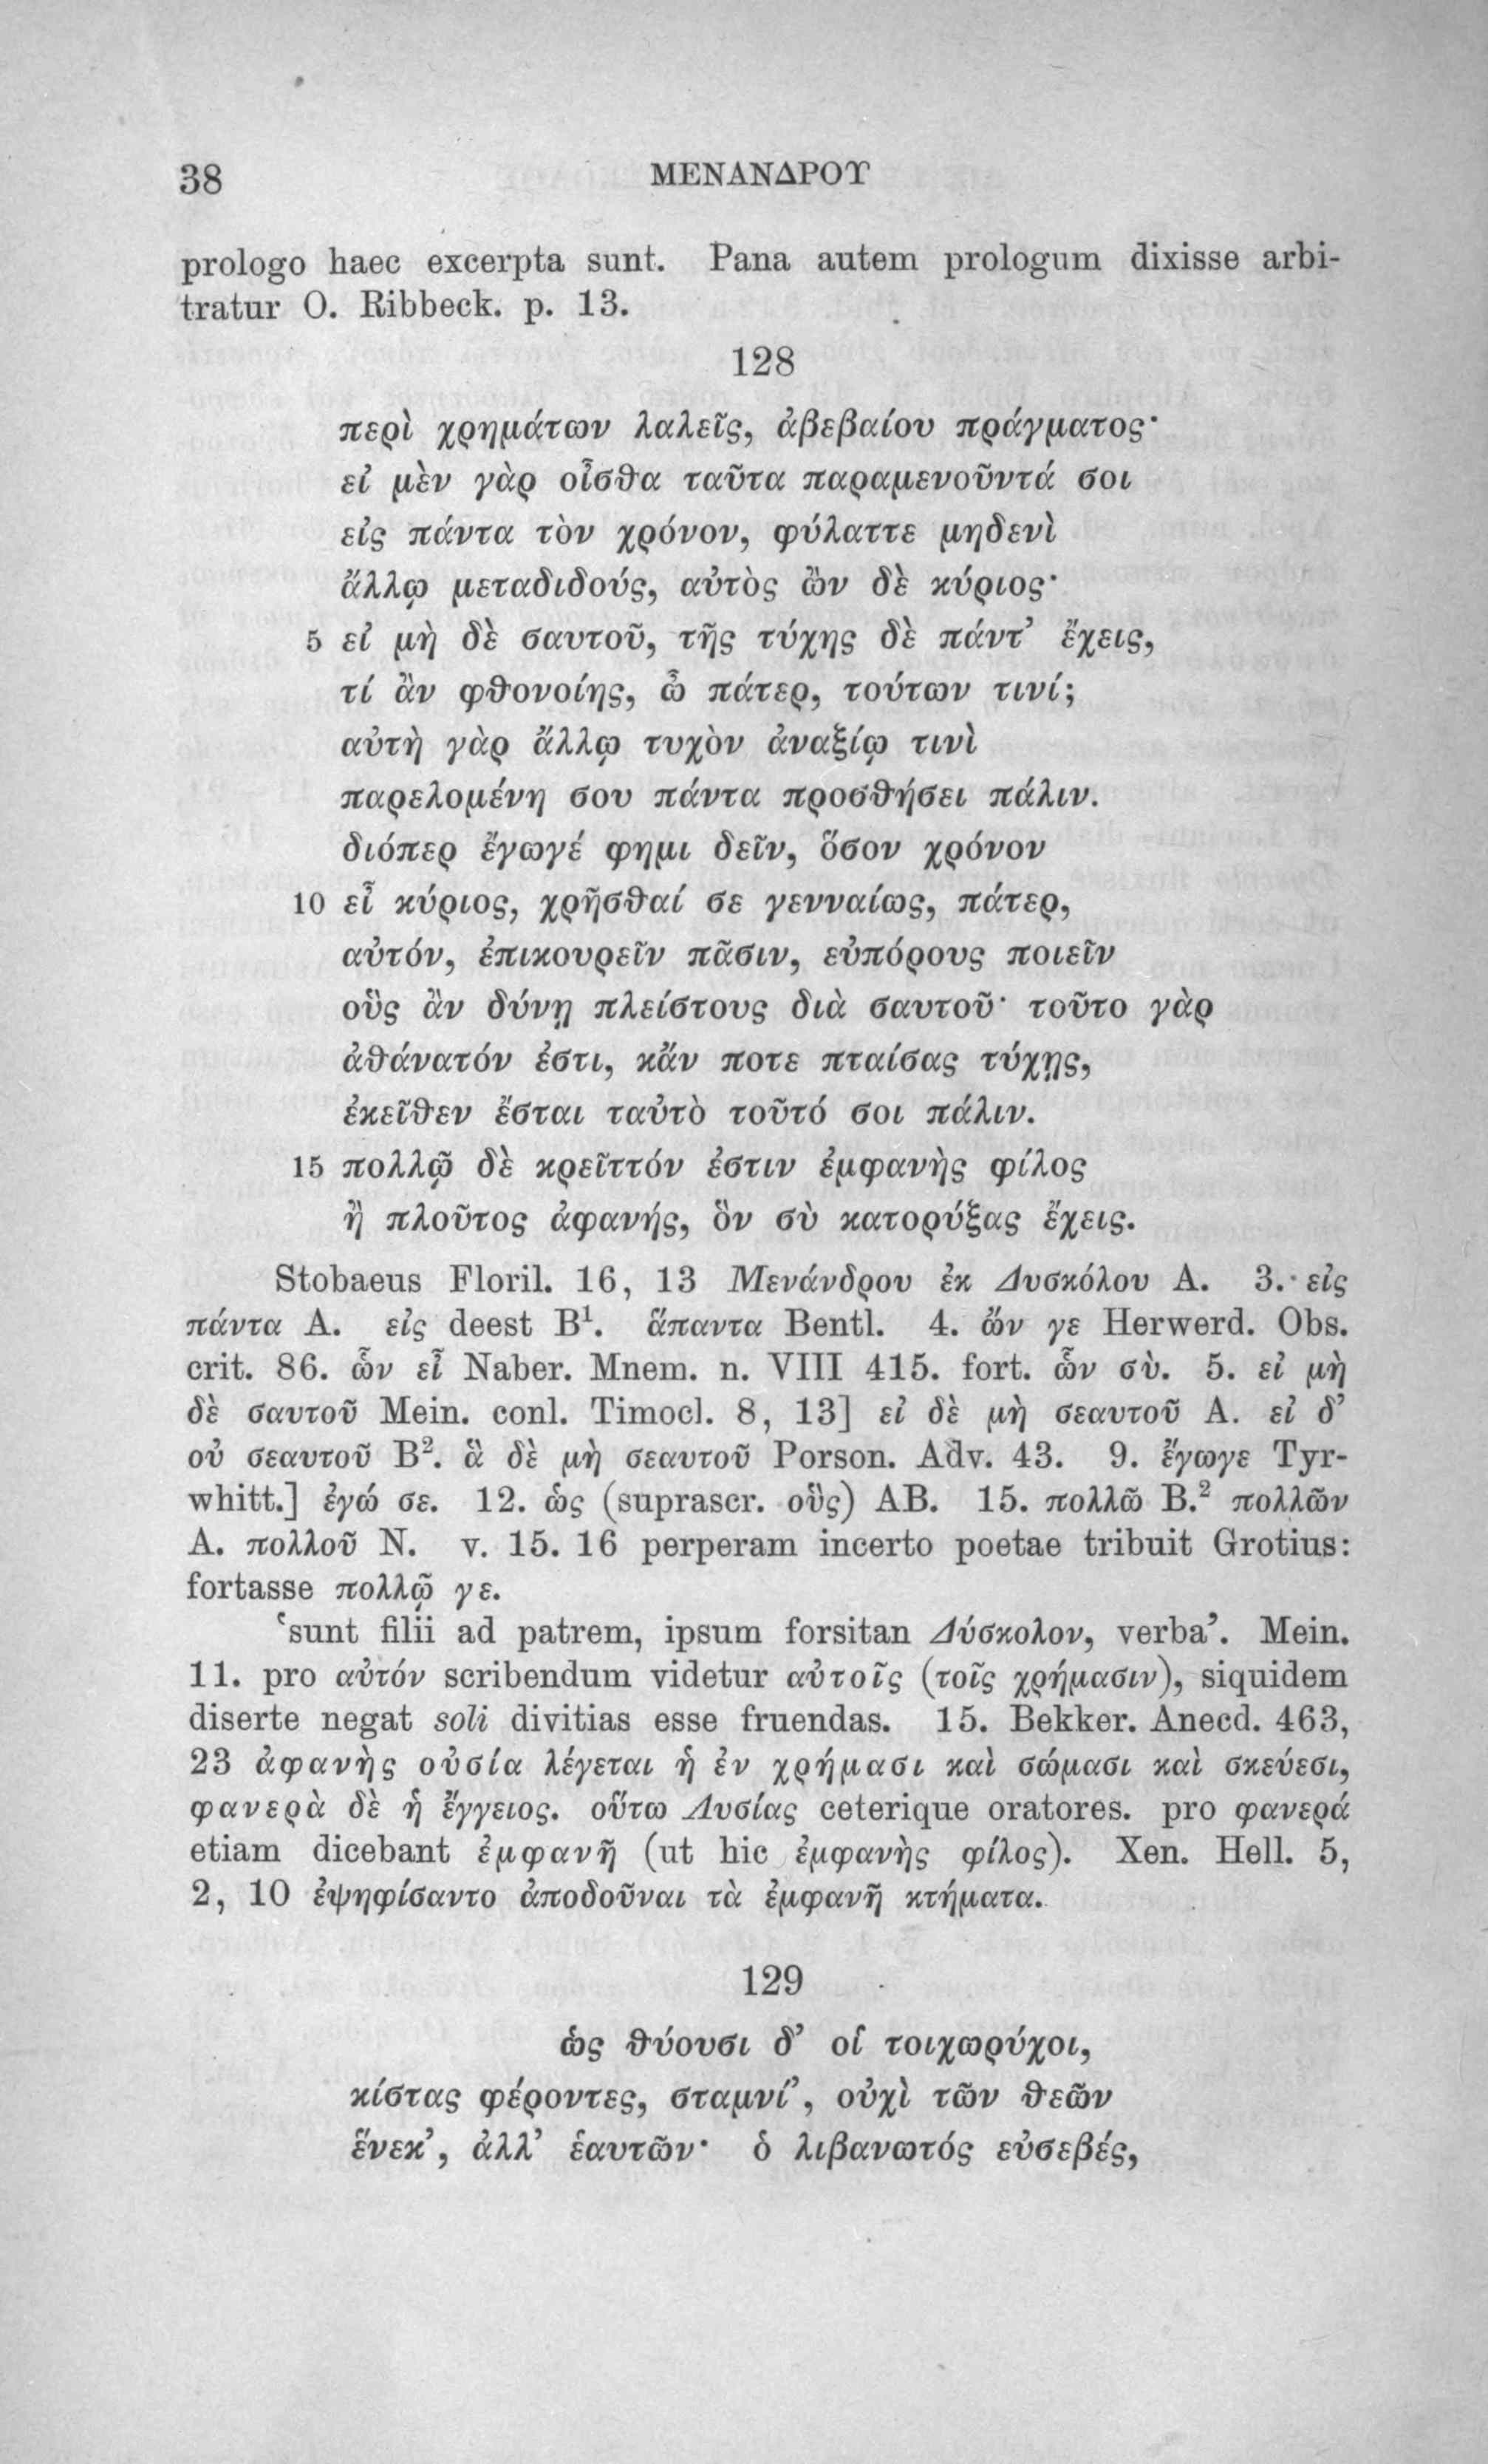 38 ΜΕΝΑΝΔΡΟΥ
prologo haec excerpta sunt. Pana autem prologum dixisse arbi-
tratur O. Ribbeck. p. 13.
128
περὶ χρημάτων λαλεῖς, ἀβεβαίου πράγματος·
εἰ μὲν γὰρ οἶσθα ταῦτα παραμενοῦντά σοι
εἰς πάντα τὸν χρόνον, φύλαττε μηδενὶ
ἄλλῳ μεταδιδούς, αὐτὸς ὢν δὲ κύριος·
5 εἰ μὴ δὲ σαυτοῦ, τῆς τύχης δὲ πάντ’ ἔχεις,
τί ἂν φθονοίης, ὦ πάτερ, τούτων τινί;
αὐτὴ γὰρ ἄλλῳ τυχὸν ἀναξίῳ τινὶ
παρελομένη σου πάντα προσθήσει πάλιν.
διόπερ ἔγωγέ φημι δεῖν, ὅσον χρόνον
10 εἶ κύριος, χρῆσθαί σε γενναίως, πάτερ,
αὐτόν, ἐπικουρεῖν πᾶσιν, εὐπόρους ποιεῖν
οὓς ἂν δύνῃ πλείστους διὰ σαυτοῦ· τοῦτο γὰρ
ἀθάνατόν ἐστι, κἄν ποτε πταίσας τύχῃς,
ἐκεῖθεν ἔσται ταὐτὸ τοῦτό σοι πάλιν.
15 πολλῷ δὲ κρεῖττόν ἐστιν ἐμφανὴς φίλος
ἢ πλοῦτος ἀφανής, ὃν σὺ κατορύξας ἔχεις.
Stobaeus Floril. 16, 13 Μενάνδρου ἐκ Δυσκόλου A. 3. εἰς
πάντα A. εἰς deest B¹. ἅπαντα Bentl. 4. ὤν γε Herwerd. Obs.
crit. 86. ὧν εἶ Naber. Mnem. n. VIII 415. fort. ὧν σὺ. 5. εἰ μὴ
δὲ σαυτοῦ Mein. conl. Timocl. 8, 13] εἰ δὲ μὴ σεαυτοῦ A. εἰ δ’
οὐ σεαυτοῦ B². ἃ δὲ μὴ σεαυτοῦ Porson. Adv. 43. 9. ἔγωγε Tyr-
whitt.] ἐγώ σε. 12. ὡς (suprascr. οὓς) AB. 15. πολλῶ B.² πολλῶν
A. πολλοῦ N. v. 15. 16 perperam incerto poetae tribuit Grotius:
fortasse πολλῷ γε.
‘sunt filii ad patrem, ipsum forsitan Δύσκολον, verba’. Mein.
11. pro αὐτόν scribendum videtur αὐτοῖς (τοῖς χρήμασιν), siquidem
diserte negat soli divitias esse fruendas. 15. Bekker. Anecd. 463,
23 ἀφανὴς οὐσία λέγεται ἡ ἐν χρήμασι καὶ σώμασι καὶ σκεύεσι,
φανερὰ δὲ ἡ ἔγγειος. οὕτω Λυσίας ceterique oratores. pro φανερά
etiam dicebant ἐμφανῆ (ut hic ἐμφανὴς φίλος). Xen. Hell. 5,
2, 10 ἐψηφίσαντο ἀποδοῦναι τὰ ἐμφανῆ κτήματα.
129
ὡς θύουσι δ’ οἱ τοιχωρύχοι,
κίστας φέροντες, σταμνί’, οὐχὶ τῶν θεῶν
ἕνεκ’, ἀλλ’ ἑαυτῶν· ὁ λιβανωτός εὐσεβές,